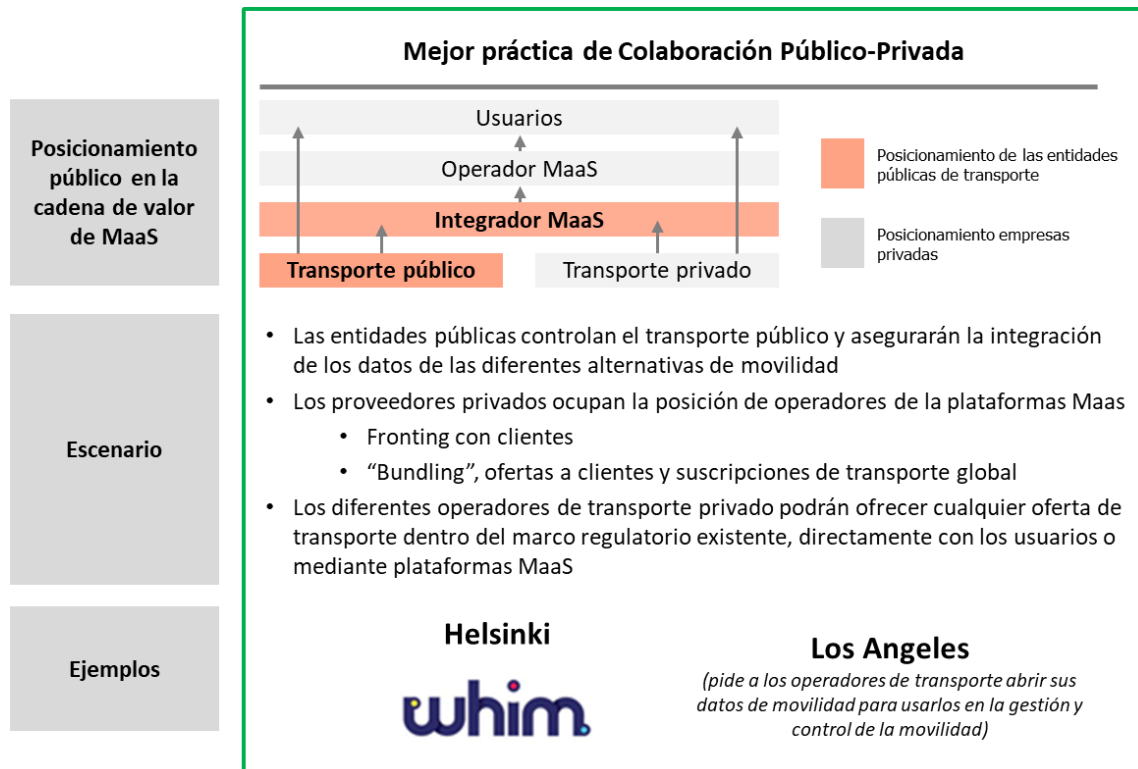 Mejor práctica de Colaboración Público-Privada
Posicionamiento
público en la
cadena de valor
de MaaS
Usuarios
Operador MaaS
Integrador MaaS
Transporte público
Transporte privado
Posicionamiento de las entidades
públicas de transporte
Posicionamiento empresas
privadas
Escenario
• Las entidades públicas controlan el transporte público y asegurarán la integración
de los datos de las diferentes alternativas de movilidad
• Los proveedores privados ocupan la posición de operadores de la plataformas Maas
• Fronting con clientes
• “Bundling”, ofertas a clientes y suscripciones de transporte global
• Los diferentes operadores de transporte privado podrán ofrecer cualquier oferta de
transporte dentro del marco regulatorio existente, directamente con los usuarios o
mediante plataformas MaaS
Ejemplos
Helsinki
whim
Los Angeles
(pide a los operadores de transporte abrir sus
datos de movilidad para usarlos en la gestión y
control de la movilidad)